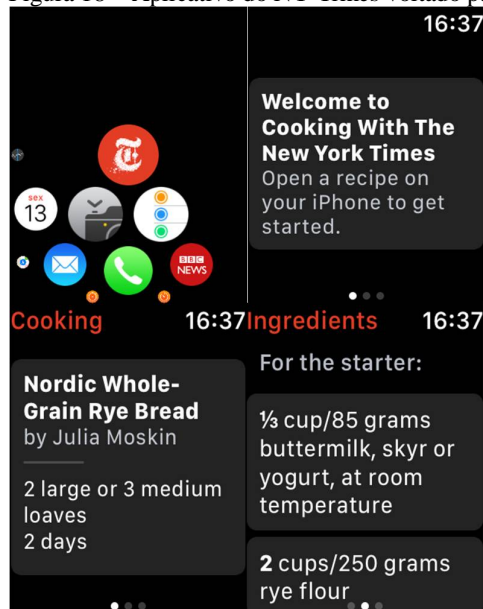 Figura 10 – Aplicativo do NY Times voltado p
16:37
sex
13
BBC
NEWS
Welcome to
Cooking With The
New York Times
Open a recipe on
your iPhone to get
started.
Cooking 16:37
Nordic Whole-
Grain Rye Bread
by Julia Moskin
2 large or 3 medium
loaves
2 days
Ingredients 16:37
For the starter:
⅓ cup/85 grams
buttermilk, skyr or
yogurt, at room
temperature
2 cups/250 grams
rye flour